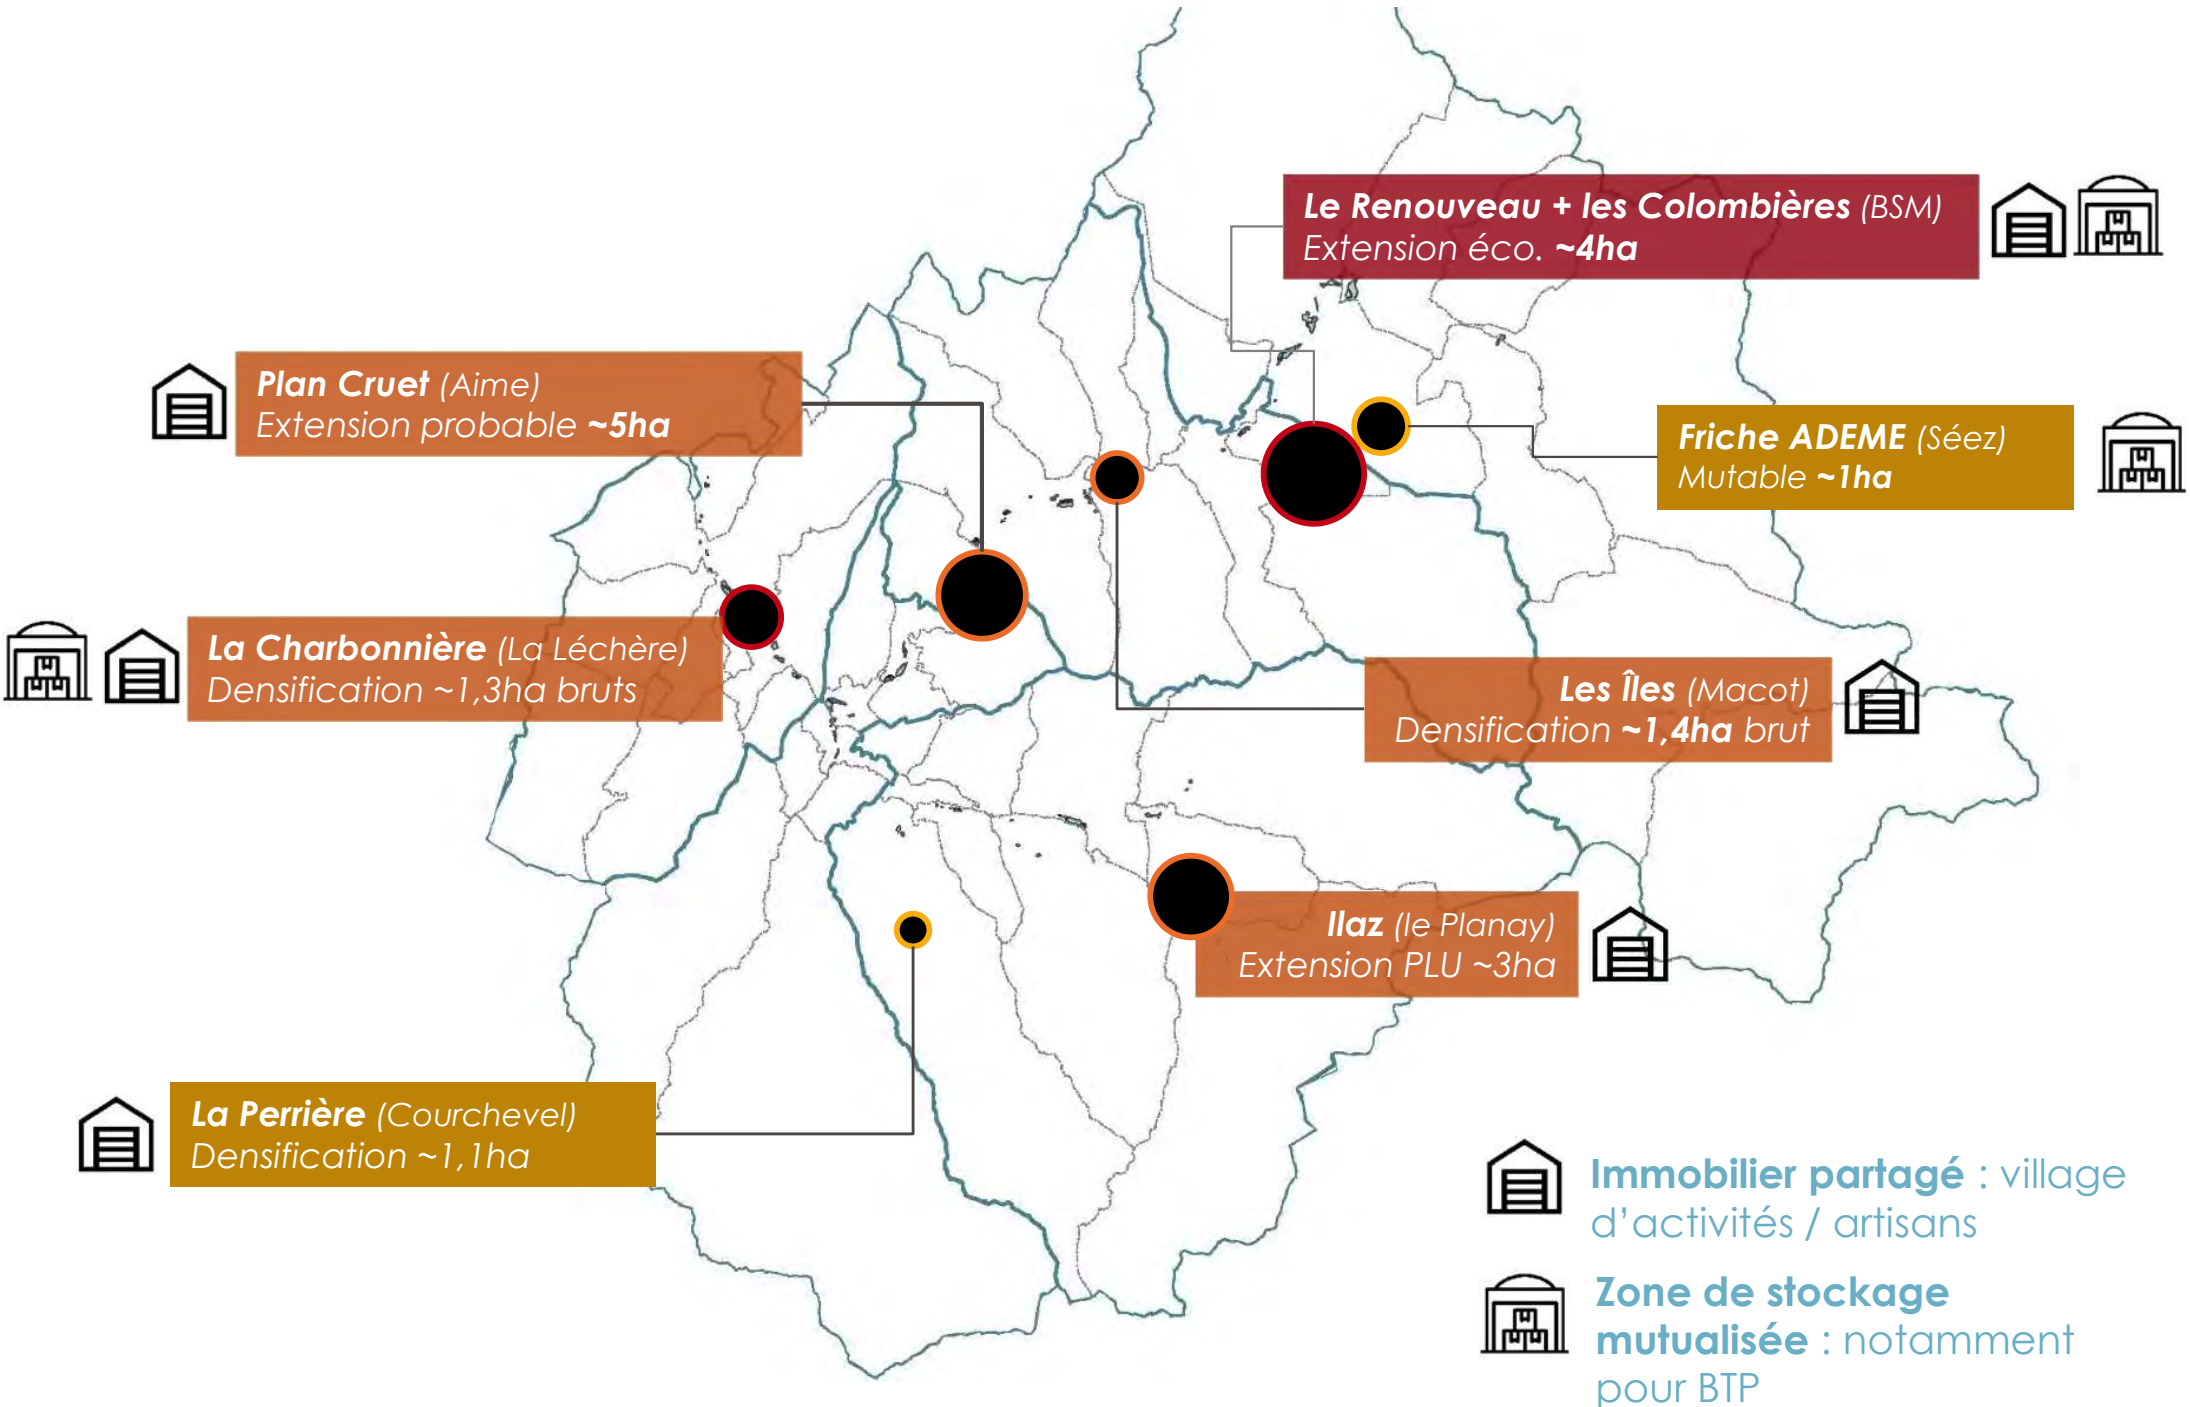 Le Renouveau + les Colombières (BSM)
Extension éco. ~4ha
Plan Cruet (Aime)
Extension probable ~5ha
Friche ADEME (Séez)
Mutable ~1ha
La Charbonnière (La Léchère)
Densification ~1,3ha bruts
Les Îles (Macot)
Densification ~1,4ha brut
Ilaz (le Planay)
Extension PLU ~3ha
La Perrière (Courchevel)
Densification ~1,1ha
Immobilier partagé : village
d'activités / artisans
Zone de stockage
mutualisée : notamment
pour BTP